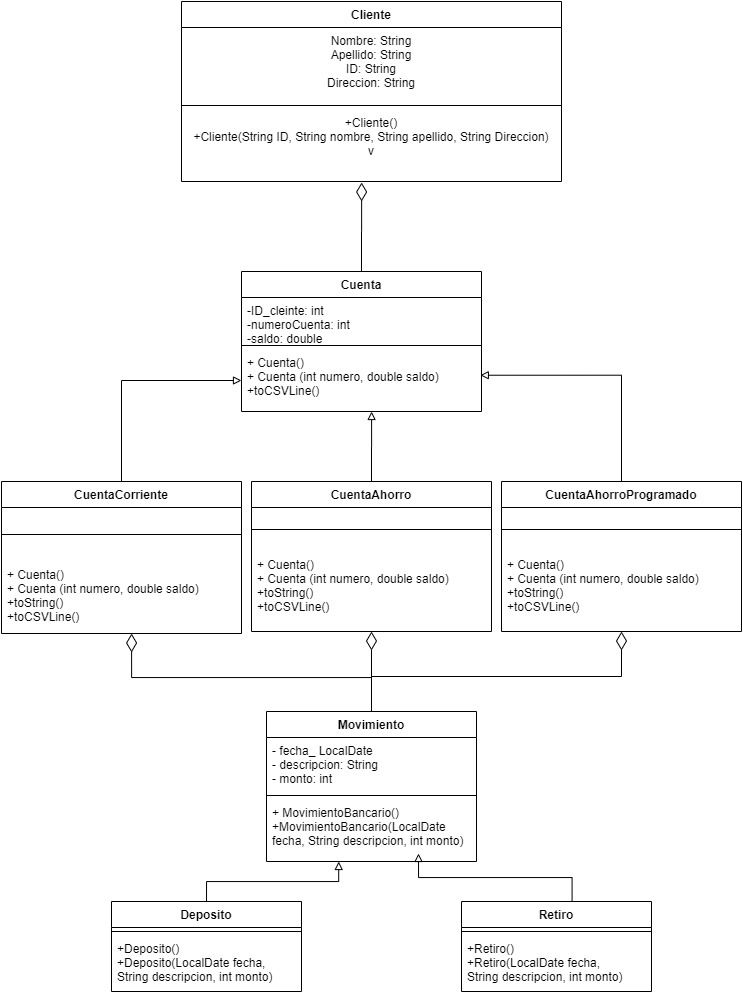 Cliente
Nombre: String
Apellido: String
ID: String
Direccion: String
+Cliente()
+Cliente(String ID, String nombre, String apellido, String Direccion)
v
Cuenta
-ID_cleinte: int
-numeroCuenta: int
-saldo: double
+ Cuenta()
+ Cuenta (int numero, double saldo)
+toCSVLine()
CuentaCorriente
+ Cuenta()
+ Cuenta (int numero, double saldo)
+toString()
+toCSVLine()
CuentaAhorro
+ Cuenta()
+ Cuenta (int numero, double saldo)
+toString()
+toCSVLine()
CuentaAhorroProgramado
+ Cuenta()
+ Cuenta (int numero, double saldo)
+toString()
+toCSVLine()
Movimiento
- fecha_ LocalDate
- descripcion: String
- monto: int
+ MovimientoBancario()
+MovimientoBancario(LocalDate
fecha, String descripcion, int monto)
Deposito
+Deposito()
+Deposito(LocalDate fecha,
String descripcion, int monto)
Retiro
+Retiro()
+Retiro(LocalDate fecha,
String descripcion, int monto)